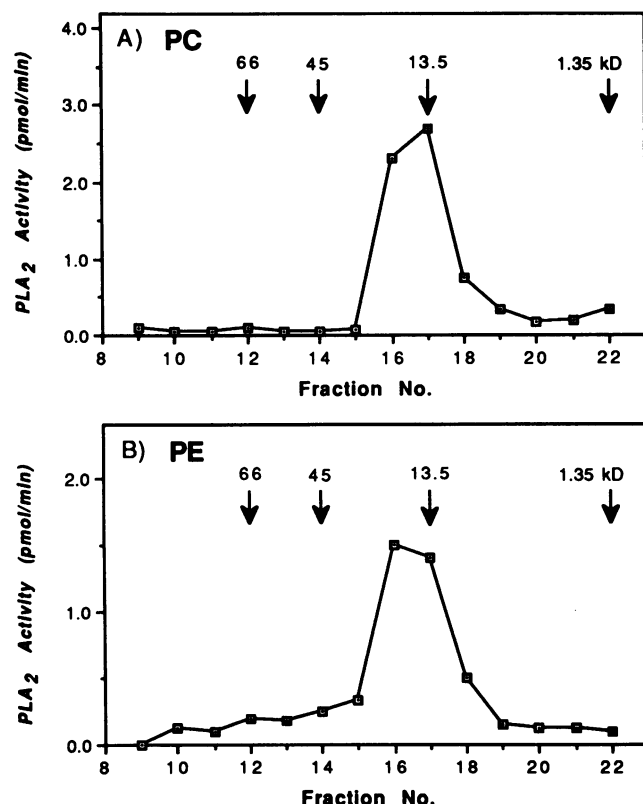 A) PC
66 45 13.5 1.35 kD
4.0
3.0
2.0
1.0
0.0
PLA2 Activity (pmol/min)
8 10 12 14 16 18 20 22
Fraction No.
B) PE
66 45 13.5 1.35 kD
2.0
1.0
0.0
PLA2 Activity (pmol/min)
8 10 12 14 16 18 20 22
Fraction No.